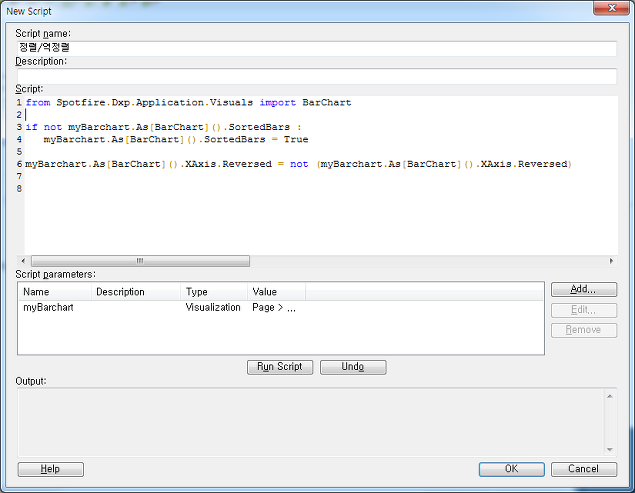 New Script
Script name:
정렬/역정렬
Description:
Script:
1 from Spotfire.Dxp.Application.Visuals import BarChart
2
3 if not myBarchart.As[BarChart]().SortedBars :
4    myBarchart.As[BarChart]().SortedBars = True
5
6 myBarchart.As[BarChart]().XAxis.Reversed = not (myBarchart.As[BarChart]().XAxis.Reversed)
7
8
Script parameters:
Name Description Type Value
myBarchart Visualization Page > ...
Add...
Edit...
Remove
Run Script Undo
Output:
Help OK Cancel